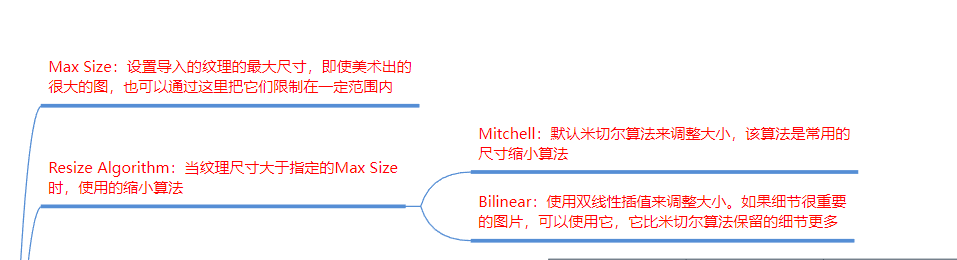 Max Size：设置导入的纹理的最大尺寸，即使美术出的
很大的图，也可以通过这里把它们限制在一定范围内
Resize Algorithm：当纹理尺寸大于指定的Max Size
时，使用的缩小算法
Mitchell：默认米切尔算法来调整大小，该算法是常用的
尺寸缩小算法
Bilinear：使用双线性插值来调整大小。如果细节很重要
的图片，可以使用它，它比米切尔算法保留的细节更多